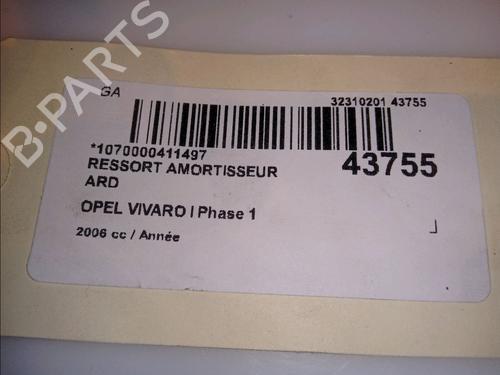 GA
32310201 43755
*1070000411497
43755
RESSORT AMORTISSEUR
ARD
OPEL VIVARO I Phase 1
2006 cc / Année
B-PARTS